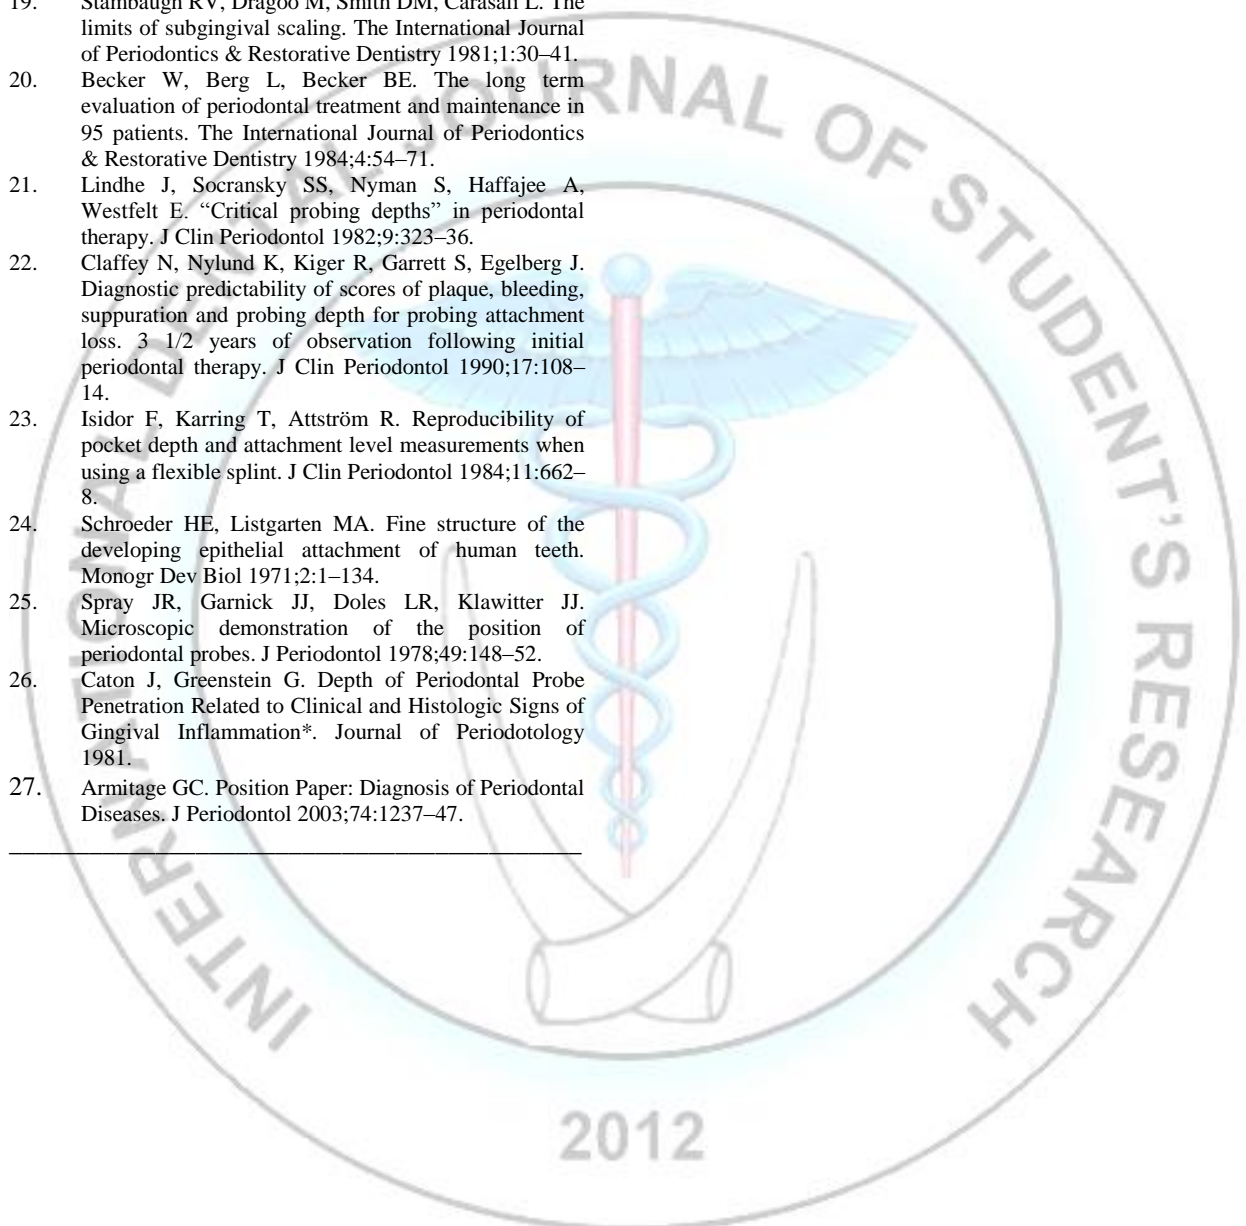 19. Stambaugh RV, Dragoo M, Smith DM, Carasali L. The
limits of subgingival scaling. The International Journal
of Periodontics & Restorative Dentistry 1981;1:30–41.
20. Becker W, Berg L, Becker BE. The long term
evaluation of periodontal treatment and maintenance in
95 patients. The International Journal of Periodontics
& Restorative Dentistry 1984;4:54–71.
21. Lindhe J, Socransky SS, Nyman S, Haffajee A,
Westfelt E. “Critical probing depths” in periodontal
therapy. J Clin Periodontol 1982;9:323–36.
22. Claffey N, Nylund K, Kiger R, Garrett S, Egelberg J.
Diagnostic predictability of scores of plaque, bleeding,
suppuration and probing depth for probing attachment
loss. 3 1/2 years of observation following initial
periodontal therapy. J Clin Periodontol 1990;17:108–
14.
23. Isidor F, Karring T, Attström R. Reproducibility of
pocket depth and attachment level measurements when
using a flexible splint. J Clin Periodontol 1984;11:662–
8.
24. Schroeder HE, Listgarten MA. Fine structure of the
developing epithelial attachment of human teeth.
Monogr Dev Biol 1971;2:1–134.
25. Spray JR, Garnick JJ, Doles LR, Klawitter JJ.
Microscopic demonstration of the position of
periodontal probes. J Periodontol 1978;49:148–52.
26. Caton J, Greenstein G. Depth of Periodontal Probe
Penetration Related to Clinical and Histologic Signs of
Gingival Inflammation*. Journal of Periodotology
1981.
27. Armitage GC. Position Paper: Diagnosis of Periodontal
Diseases. J Periodontol 2003;74:1237–47.
INTERNATIONAL DENTAL JOURNAL OF STUDENT'S RESEARCH
2012